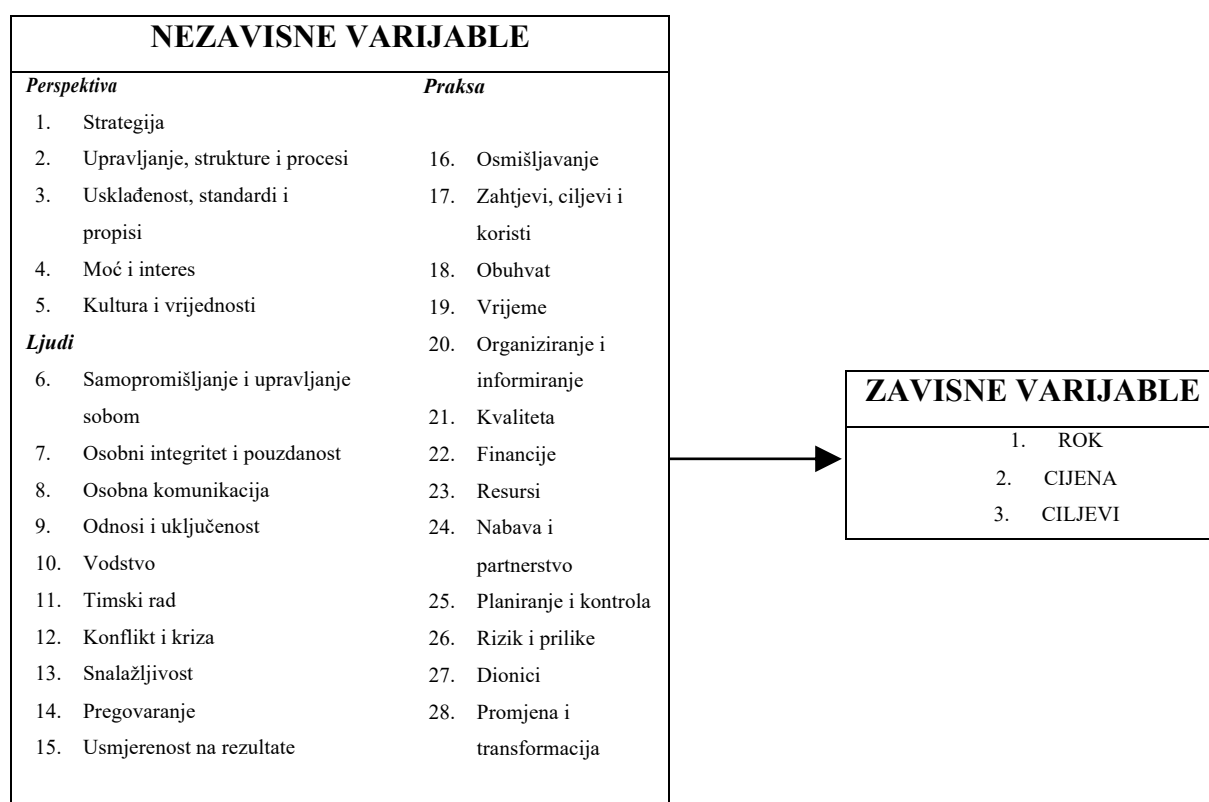 NEZAVISNE VARIJABLE
Perspektiva
1. Strategija
2. Upravljanje, strukture i procesi
3. Usklađenost, standardi i
propisi
4. Moć i interes
5. Kultura i vrijednosti
Ljudi
6. Samopromišljanje i upravljanje
sobom
7. Osobni integritet i pouzdanost
8. Osobna komunikacija
9. Odnosi i uključenost
10. Vodstvo
11. Timski rad
12. Konflikt i kriza
13. Snalažljivost
14. Pregovaranje
15. Usmjerenost na rezultate
Praksa
16. Osmišljavanje
17. Zahtjevi, ciljevi i
koristi
18. Obuhvat
19. Vrijeme
20. Organiziranje i
informiranje
21. Kvaliteta
22. Financije
23. Resursi
24. Nabava i
partnerstvo
25. Planiranje i kontrola
26. Rizik i prilike
27. Dionici
28. Promjena i
transformacija
ZAVISNE VARIJABLE
1. ROK
2. CIJENA
3. CILJEVI